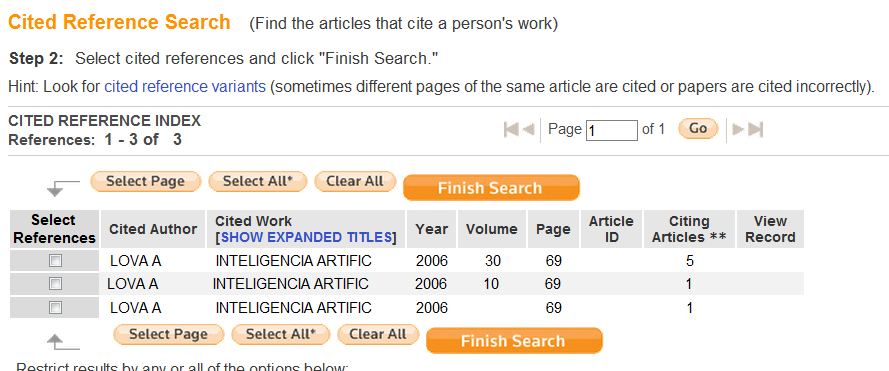 Cited Reference Search (Find the articles that cite a person's work)
Step 2: Select cited references and click "Finish Search."
Hint: Look for cited reference variants (sometimes different pages of the same article are cited or papers are cited incorrectly).
CITED REFERENCE INDEX
References: 1 - 3 of 3
Page 1 of 1 Go
Select Page Select All* Clear All Finish Search
Select References Cited Author Cited Work [SHOW EXPANDED TITLES] Year Volume Page Article ID Citing Articles ** View Record
LOVA A INTELIGENCIA ARTIFIC 2006 30 69 5
LOVA A INTELIGENCIA ARTIFIC 2006 10 69 1
LOVA A INTELIGENCIA ARTIFIC 2006 69 1
Select Page Select All* Clear All Finish Search
Restrict results by any or all of the options below: